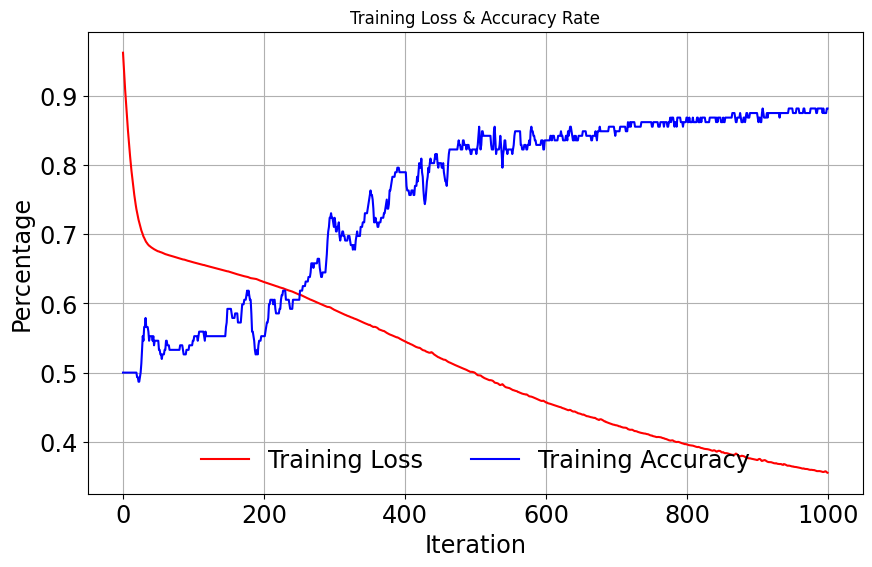 Training Loss & Accuracy Rate
Percentage
0.9
0.8
0.7
0.6
0.5
0.4
Training Loss
Training Accuracy
0
200
400
600
800
1000
Iteration